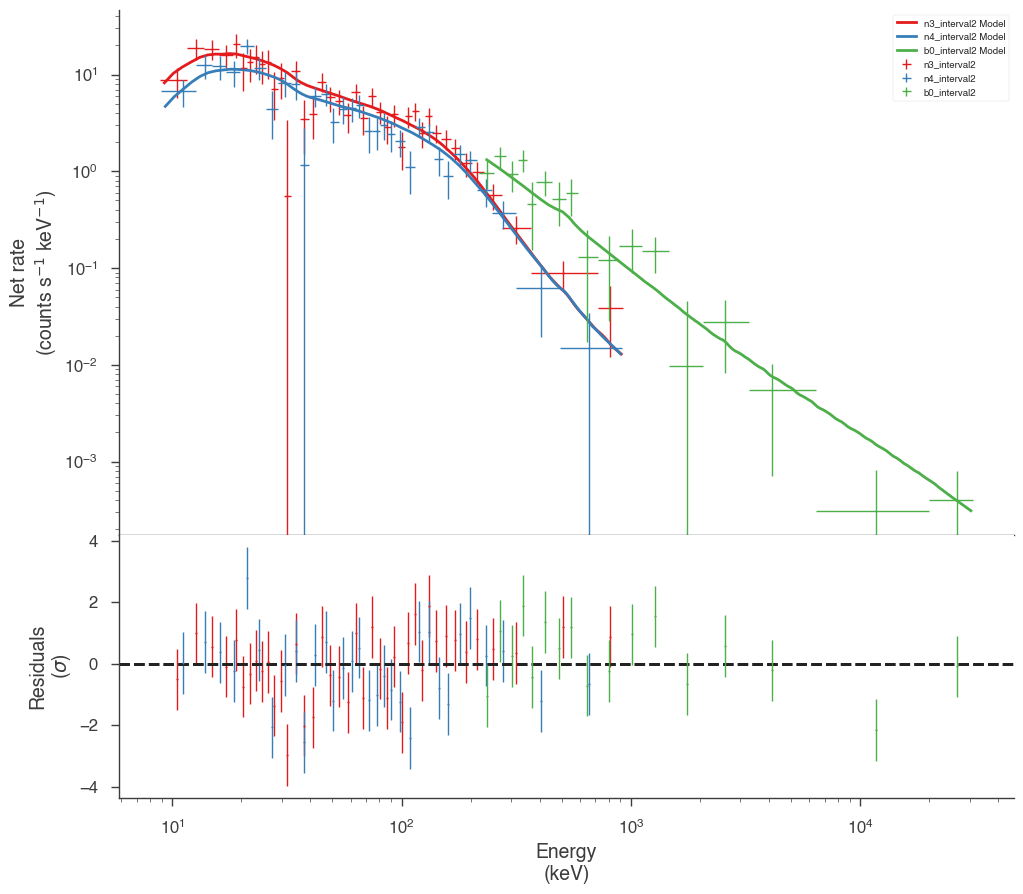 n3_interval2 Model
n4_interval2 Model
b0_interval2 Model
n3_interval2
n4_interval2
b0_interval2
Net rate
(counts s⁻¹ keV⁻¹)
10¹
10⁰
10⁻¹
10⁻²
10⁻³
Residuals
(σ)
4
2
0
−2
−4
10¹ 10² 10³ 10⁴
Energy
(keV)